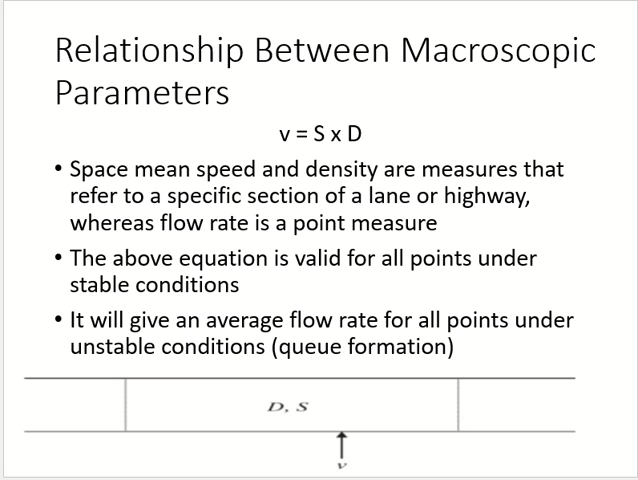 Relationship Between Macroscopic
Parameters
v = S x D
• Space mean speed and density are measures that
refer to a specific section of a lane or highway,
whereas flow rate is a point measure
• The above equation is valid for all points under
stable conditions
• It will give an average flow rate for all points under
unstable conditions (queue formation)
D, S
v